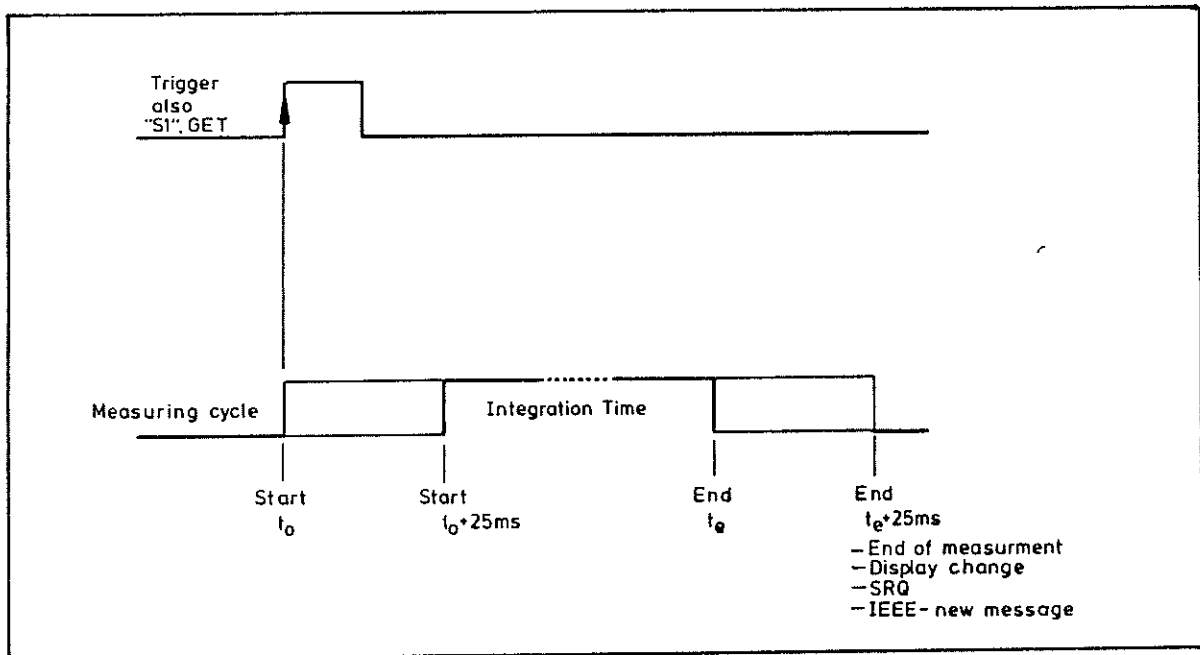 Trigger
also
"S1", GET
Measuring cycle
Integration Time
Start
t₀
Start
t₀+25ms
End
tₑ
End
tₑ+25ms
— End of measurment
— Display change
— SRQ
— IEEE - new message